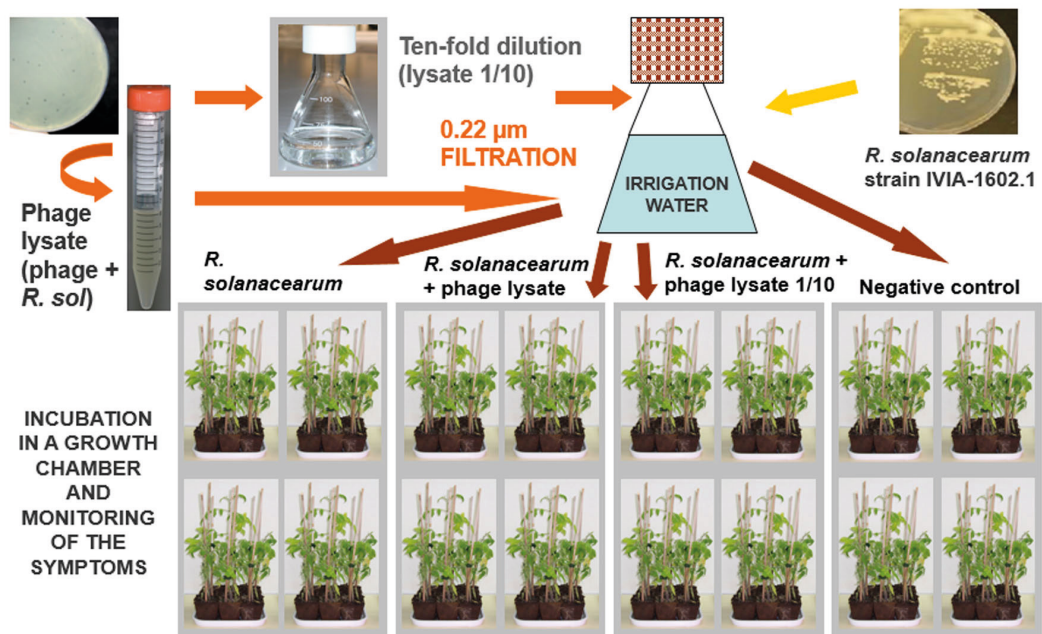 Ten-fold dilution
(lysate 1/10)
0.22 µm
FILTRATION
Phage
lysate
(phage +
R. sol)
100
IRRIGATION
WATER
R. solanacearum
strain IVIA-1602.1
R.
solanacearum
R. solanacearum
+ phage lysate
R. solanacearum +
phage lysate 1/10
Negative control
INCUBATION
IN A GROWTH
CHAMBER
AND
MONITORING
OF THE
SYMPTOMS